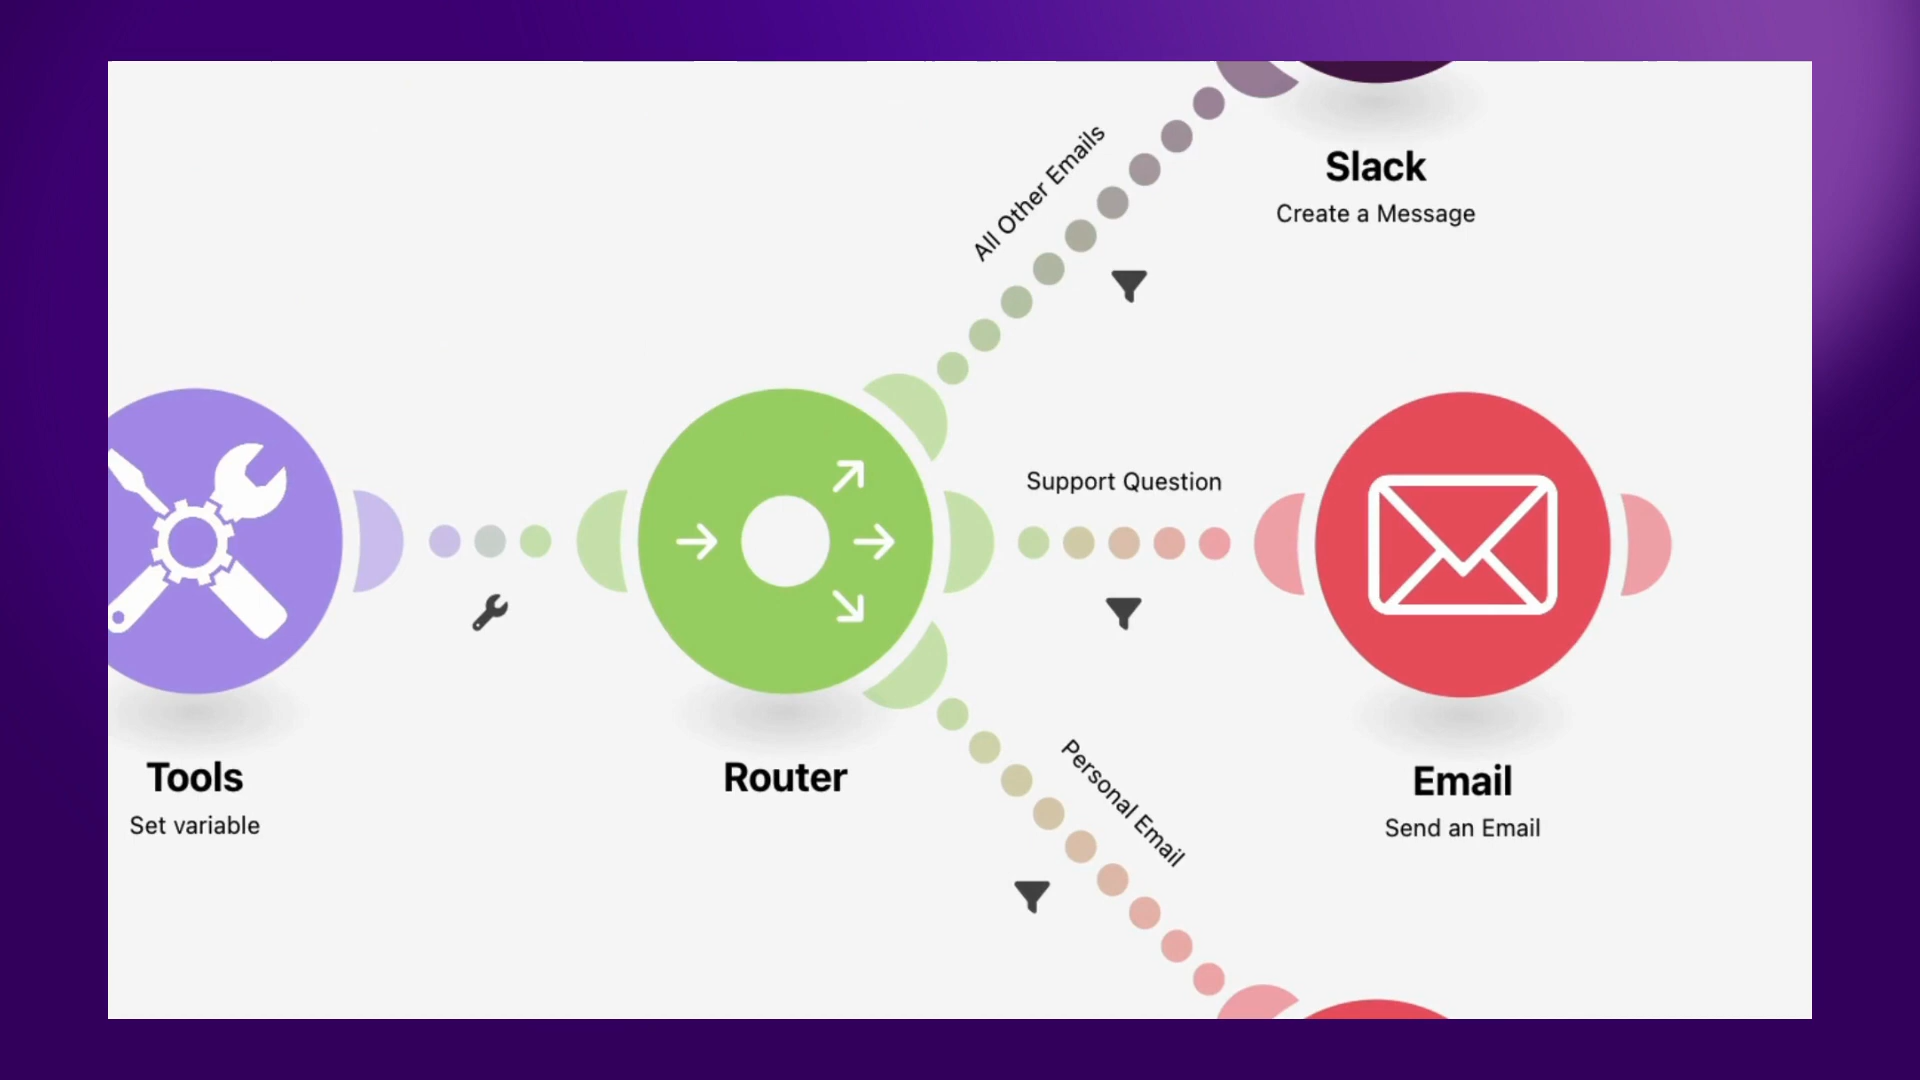 All Other Emails
Slack
Create a Message
Support Question
Personal Email
Tools
Set variable
Router
Email
Send an Email